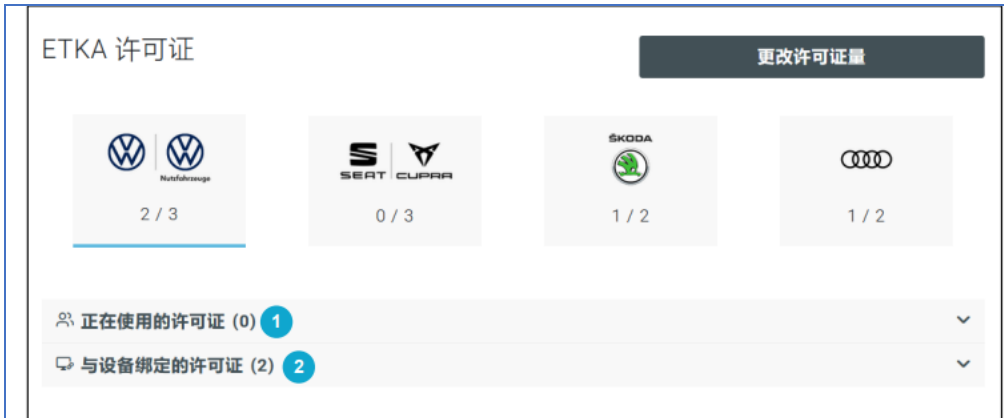 ETKA 许可证
更改许可证量
Nutzfahrzeuge
2 / 3
SEAT CUPRA
0 / 3
ŠKODA
1 / 2
1 / 2
正在使用的许可证 (0) 1
与设备绑定的许可证 (2) 2